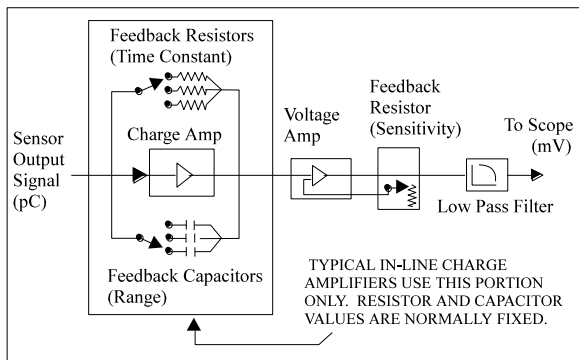 Feedback Resistors
(Time Constant)
Charge Amp
Sensor
Output
Signal
(pC)
Feedback Capacitors
(Range)
Voltage
Amp
Feedback
Resistor
(Sensitivity)
To Scope
(mV)
Low Pass Filter
TYPICAL IN-LINE CHARGE
AMPLIFIERS USE THIS PORTION
ONLY. RESISTOR AND CAPACITOR
VALUES ARE NORMALLY FIXED.